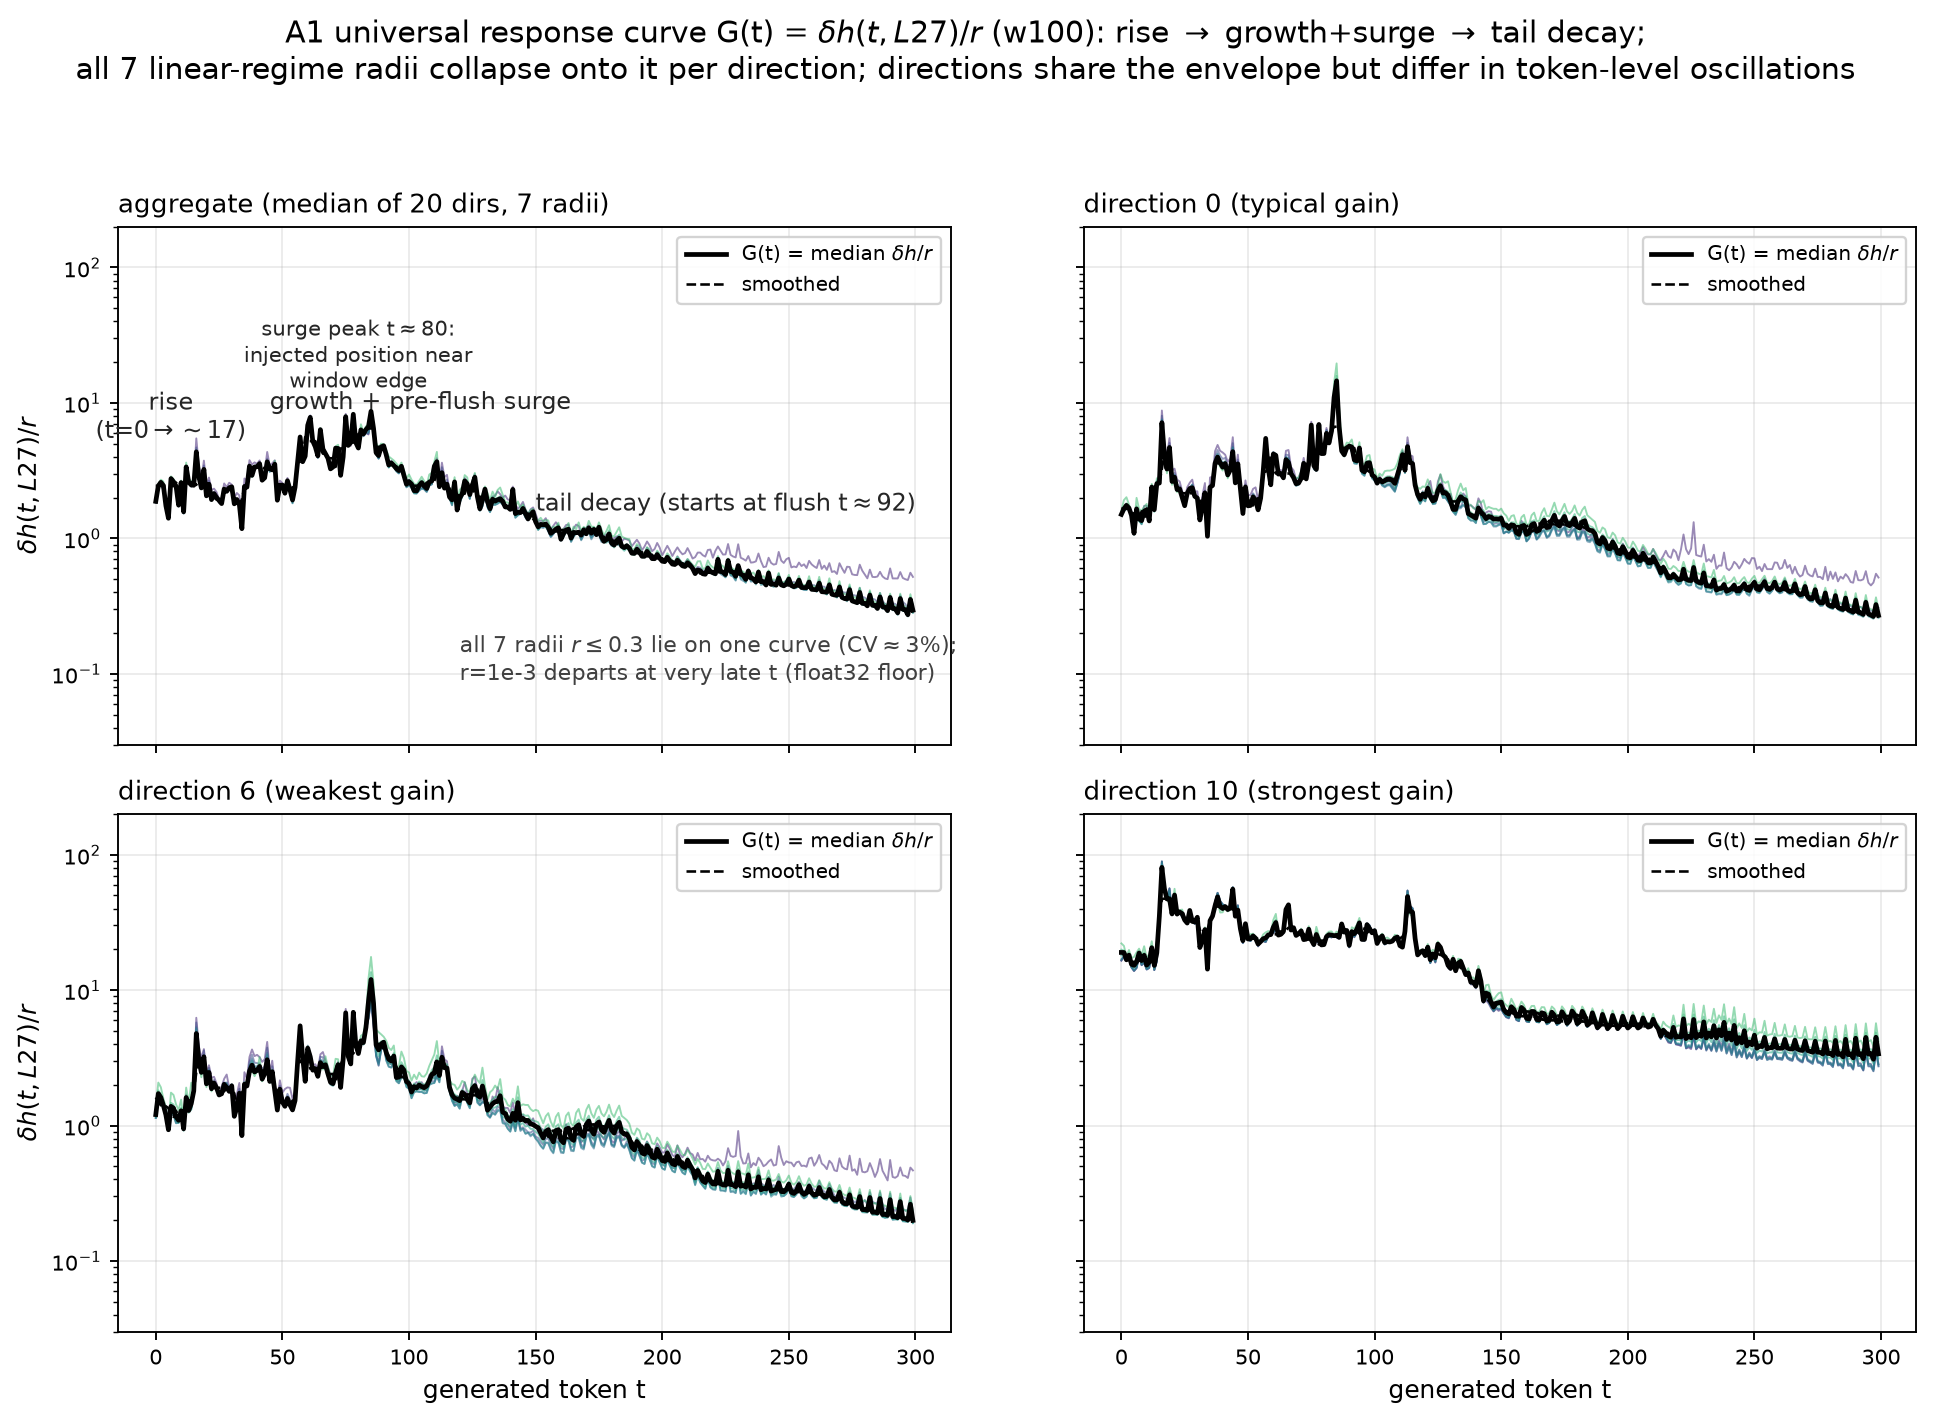 A1 universal response curve G(t) = δh(t, L27)/r (w100): rise → growth+surge → tail decay;
all 7 linear-regime radii collapse onto it per direction; directions share the envelope but differ in token-level oscillations
aggregate (median of 20 dirs, 7 radii)
G(t) = median δh/r
smoothed
surge peak t ≈ 80:
injected position near
window edge
growth + pre-flush surge
rise
(t=0 → ~ 17)
tail decay (starts at flush t ≈ 92)
all 7 radii r ≤ 0.3 lie on one curve (CV ≈ 3%);
r=1e-3 departs at very late t (float32 floor)
δh(t, L27)/r
10²
10¹
10⁰
10⁻¹
direction 0 (typical gain)
G(t) = median δh/r
smoothed
direction 6 (weakest gain)
G(t) = median δh/r
smoothed
δh(t, L27)/r
10²
10¹
10⁰
10⁻¹
0 50 100 150 200 250 300
generated token t
direction 10 (strongest gain)
G(t) = median δh/r
smoothed
0 50 100 150 200 250 300
generated token t